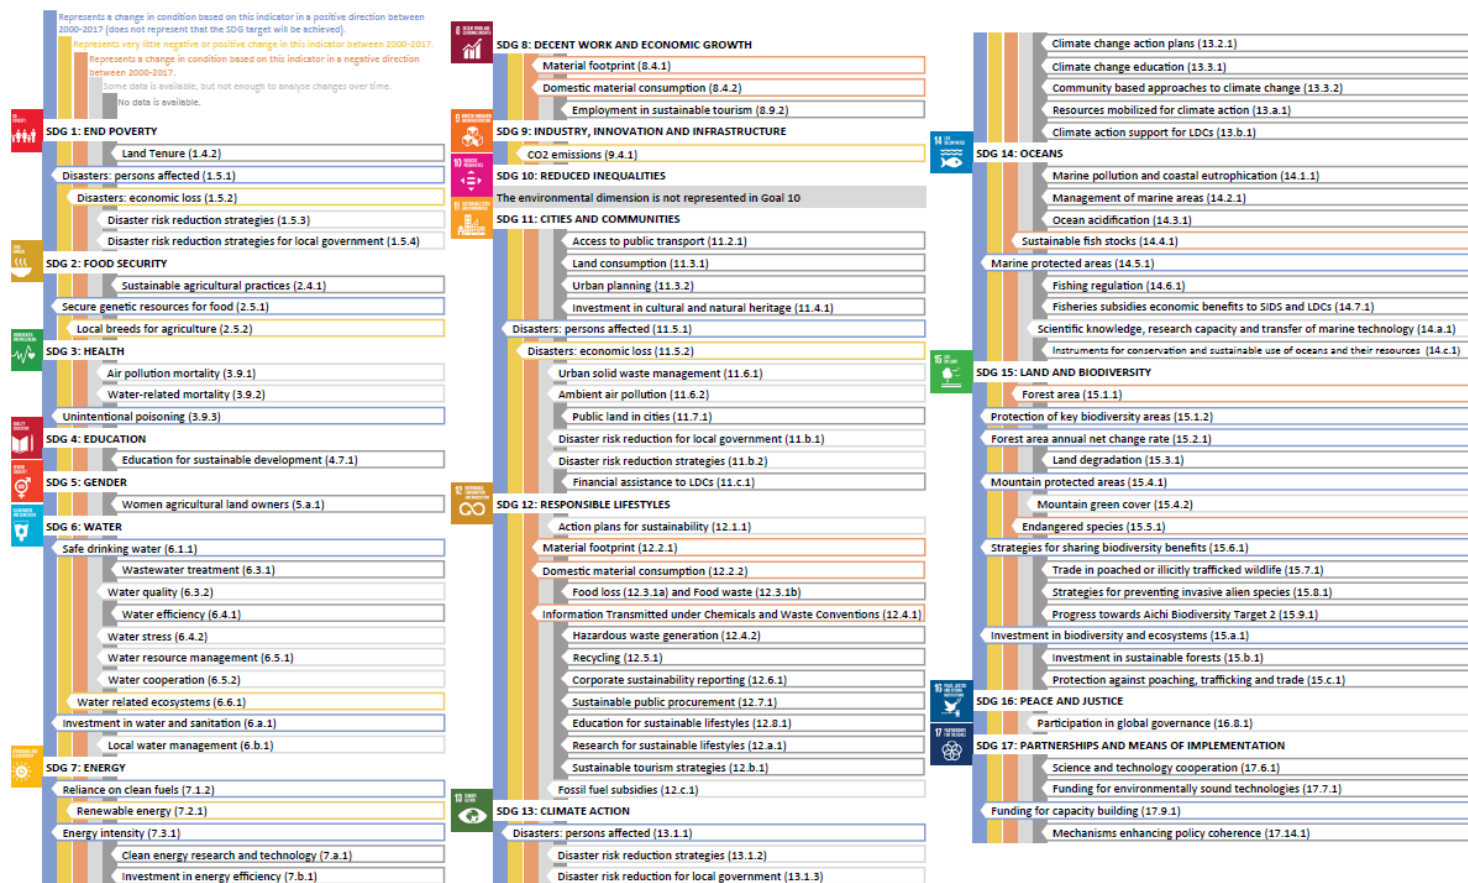 Represents a change in condition based on this indicator in a positive direction between
2000-2017 (does not represent that the SDG target will be achieved).
Represents very little negative or positive change in this indicator between 2000-2017.
Represents a change in condition based on this indicator in a negative direction
between 2000-2017.
Some data is available, but not enough to analyse changes over time.
No data is available.
SDG 1: END POVERTY
Land Tenure (1.4.2)
Disasters: persons affected (1.5.1)
Disasters: economic loss (1.5.2)
Disaster risk reduction strategies (1.5.3)
Disaster risk reduction strategies for local government (1.5.4)
SDG 2: FOOD SECURITY
Sustainable agricultural practices (2.4.1)
Secure genetic resources for food (2.5.1)
Local breeds for agriculture (2.5.2)
SDG 3: HEALTH
Air pollution mortality (3.9.1)
Water-related mortality (3.9.2)
Unintentional poisoning (3.9.3)
SDG 4: EDUCATION
Education for sustainable development (4.7.1)
SDG 5: GENDER
Women agricultural land owners (5.a.1)
SDG 6: WATER
Safe drinking water (6.1.1)
Wastewater treatment (6.3.1)
Water quality (6.3.2)
Water efficiency (6.4.1)
Water stress (6.4.2)
Water resource management (6.5.1)
Water cooperation (6.5.2)
Water related ecosystems (6.6.1)
Investment in water and sanitation (6.a.1)
Local water management (6.b.1)
SDG 7: ENERGY
Reliance on clean fuels (7.1.2)
Renewable energy (7.2.1)
Energy intensity (7.3.1)
Clean energy research and technology (7.a.1)
Investment in energy efficiency (7.b.1)
8
SDG 8: DECENT WORK AND ECONOMIC GROWTH
Material footprint (8.4.1)
Domestic material consumption (8.4.2)
Employment in sustainable tourism (8.9.2)
9
SDG 9: INDUSTRY, INNOVATION AND INFRASTRUCTURE
CO2 emissions (9.4.1)
10
SDG 10: REDUCED INEQUALITIES
The environmental dimension is not represented in Goal 10
11
SDG 11: CITIES AND COMMUNITIES
Access to public transport (11.2.1)
Land consumption (11.3.1)
Urban planning (11.3.2)
Investment in cultural and natural heritage (11.4.1)
Disasters: persons affected (11.5.1)
Disasters: economic loss (11.5.2)
Urban solid waste management (11.6.1)
Ambient air pollution (11.6.2)
Public land in cities (11.7.1)
Disaster risk reduction for local government (11.b.1)
Disaster risk reduction strategies (11.b.2)
Financial assistance to LDCs (11.c.1)
12
SDG 12: RESPONSIBLE LIFESTYLES
Action plans for sustainability (12.1.1)
Material footprint (12.2.1)
Domestic material consumption (12.2.2)
Food loss (12.3.1a) and Food waste (12.3.1b)
Information Transmitted under Chemicals and Waste Conventions (12.4.1)
Hazardous waste generation (12.4.2)
Recycling (12.5.1)
Corporate sustainability reporting (12.6.1)
Sustainable public procurement (12.7.1)
Education for sustainable lifestyles (12.8.1)
Research for sustainable lifestyles (12.a.1)
Sustainable tourism strategies (12.b.1)
Fossil fuel subsidies (12.c.1)
13
SDG 13: CLIMATE ACTION
Disasters: persons affected (13.1.1)
Disaster risk reduction strategies (13.1.2)
Disaster risk reduction for local government (13.1.3)
Climate change action plans (13.2.1)
Climate change education (13.3.1)
Community based approaches to climate change (13.3.2)
Resources mobilized for climate action (13.a.1)
Climate action support for LDCs (13.b.1)
14
SDG 14: OCEANS
Marine pollution and coastal eutrophication (14.1.1)
Management of marine areas (14.2.1)
Ocean acidification (14.3.1)
Sustainable fish stocks (14.4.1)
Marine protected areas (14.5.1)
Fishing regulation (14.6.1)
Fisheries subsidies economic benefits to SIDS and LDCs (14.7.1)
Scientific knowledge, research capacity and transfer of marine technology (14.a.1)
Instruments for conservation and sustainable use of oceans and their resources (14.c.1)
15
SDG 15: LAND AND BIODIVERSITY
Forest area (15.1.1)
Protection of key biodiversity areas (15.1.2)
Forest area annual net change rate (15.2.1)
Land degradation (15.3.1)
Mountain protected areas (15.4.1)
Mountain green cover (15.4.2)
Endangered species (15.5.1)
Strategies for sharing biodiversity benefits (15.6.1)
Trade in poached or illicitly trafficked wildlife (15.7.1)
Strategies for preventing invasive alien species (15.8.1)
Progress towards Aichi Biodiversity Target 2 (15.9.1)
Investment in biodiversity and ecosystems (15.a.1)
Investment in sustainable forests (15.b.1)
Protection against poaching, trafficking and trade (15.c.1)
16
SDG 16: PEACE AND JUSTICE
Participation in global governance (16.8.1)
17
SDG 17: PARTNERSHIPS AND MEANS OF IMPLEMENTATION
Science and technology cooperation (17.6.1)
Funding for environmentally sound technologies (17.7.1)
Funding for capacity building (17.9.1)
Mechanisms enhancing policy coherence (17.14.1)